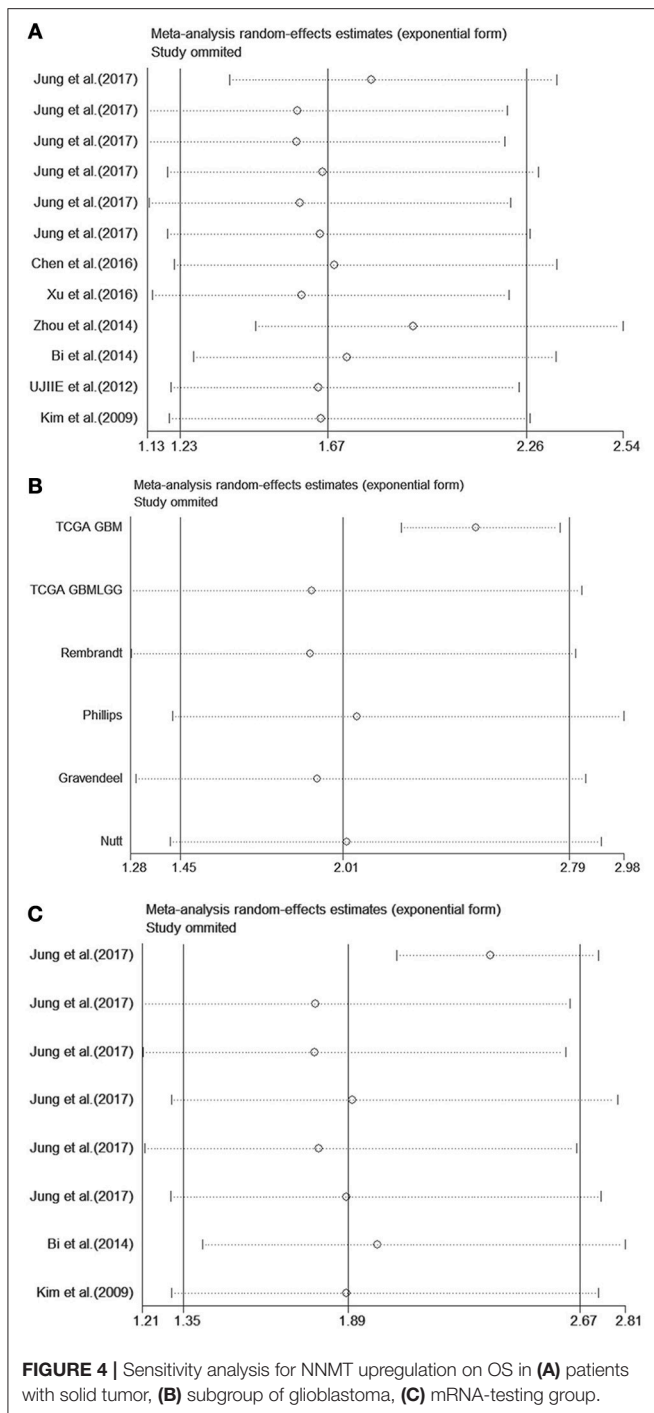 A
Meta-analysis random-effects estimates (exponential form)
Study ommited
Jung et al.(2017)
Jung et al.(2017)
Jung et al.(2017)
Jung et al.(2017)
Jung et al.(2017)
Jung et al.(2017)
Chen et al.(2016)
Xu et al.(2016)
Zhou et al.(2014)
Bi et al.(2014)
UJIIE et al.(2012)
Kim et al.(2009)
1.13 1.23 1.67 2.26 2.54
B
Meta-analysis random-effects estimates (exponential form)
Study ommited
TCGA GBM
TCGA GBMLGG
Rembrandt
Phillips
Gravendeel
Nutt
1.28 1.45 2.01 2.79 2.98
C
Meta-analysis random-effects estimates (exponential form)
Study ommited
Jung et al.(2017)
Jung et al.(2017)
Jung et al.(2017)
Jung et al.(2017)
Jung et al.(2017)
Jung et al.(2017)
Bi et al.(2014)
Kim et al.(2009)
1.21 1.35 1.89 2.67 2.81
FIGURE 4 | Sensitivity analysis for NNMT upregulation on OS in (A) patients
with solid tumor, (B) subgroup of glioblastoma, (C) mRNA-testing group.